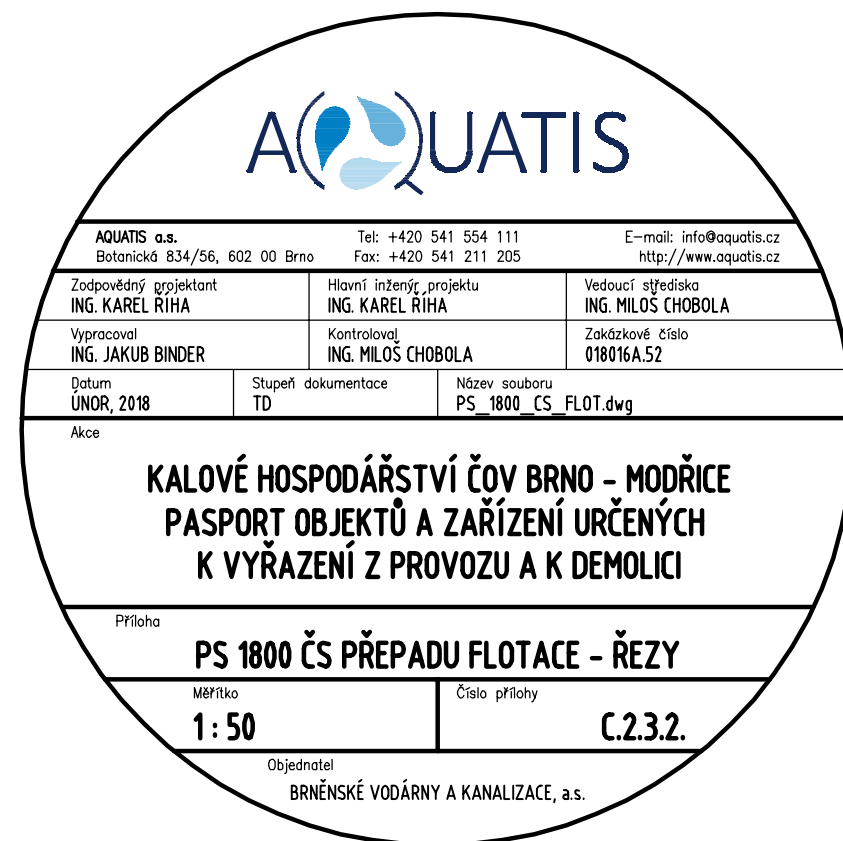 AQUATIS
AQUATIS a.s. Tel: +420 541 554 111 E-mail: info@aquatis.cz
Botanická 834/56, 602 00 Brno Fax: +420 541 211 205 http://www.aquatis.cz
Zodpovědný projektant Hlavní inženýr projektu Vedoucí střediska
ING. KAREL ŘÍHA ING. KAREL ŘÍHA ING. MILOŠ CHOBOLA
Vypracoval Kontroloval Zakázkové číslo
ING. JAKUB BINDER ING. MILOŠ CHOBOLA 018016A.52
Datum Stupeň dokumentace Název souboru
ÚNOR, 2018 TD PS_1800_CS_FLOT.dwg
Akce
KALOVÉ HOSPODÁŘSTVÍ ČOV BRNO - MODŘICE
PASPORT OBJEKTŮ A ZAŘÍZENÍ URČENÝCH
K VYŘAZENÍ Z PROVOZU A K DEMOLICI
Příloha
PS 1800 ČS PŘEPADU FLOTACE - ŘEZY
Měřítko Číslo přílohy
1 : 50 C.2.3.2.
Objednatel
BRNĚNSKÉ VODÁRNY A KANALIZACE, a.s.